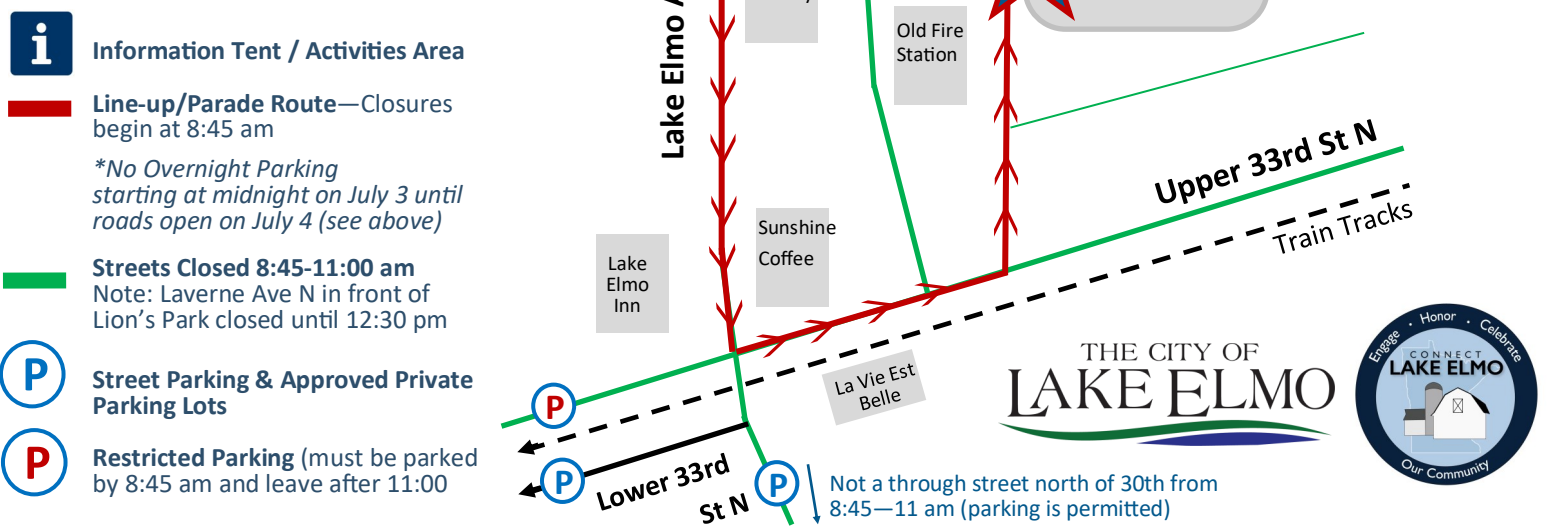 i
Information Tent / Activities Area
Line-up/Parade Route—Closures
begin at 8:45 am
*No Overnight Parking
starting at midnight on July 3 until
roads open on July 4 (see above)
Streets Closed 8:45-11:00 am
Note: Laverne Ave N in front of
Lion's Park closed until 12:30 pm
P
Street Parking & Approved Private
Parking Lots
P
Restricted Parking (must be parked
by 8:45 am and leave after 11:00
Lake Elmo
Old Fire
Station
Upper 33rd St N
Train Tracks
Sunshine
Coffee
Lake
Elmo
Inn
La Vie Est
Belle
P
P
Lower 33rd
St N
P
Not a through street north of 30th from
8:45—11 am (parking is permitted)
THE CITY OF
LAKE ELMO
Engage · Honor · Celebrate
CONNECT
LAKE ELMO
Our Community